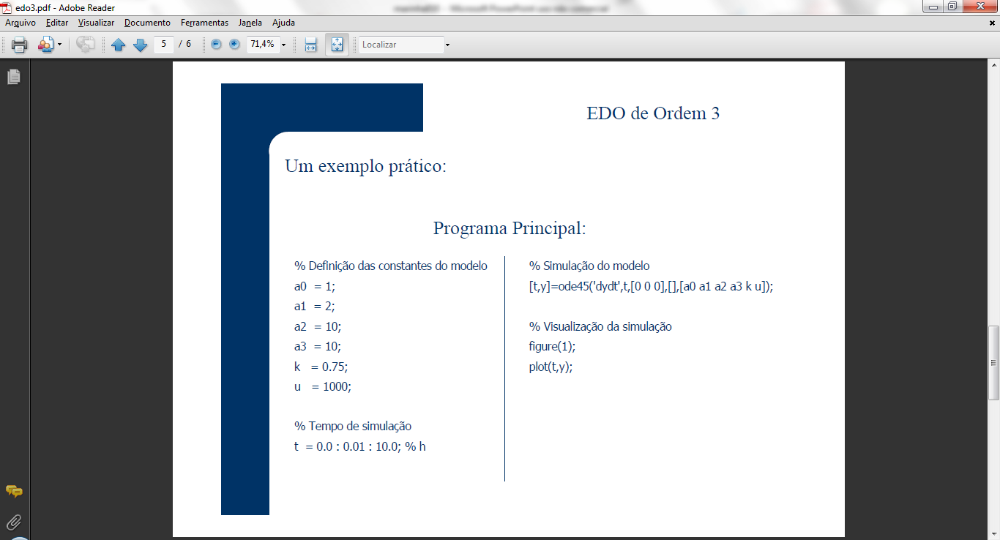 edo3.pdf - Adobe Reader
Arquivo Editar Visualizar Documento Ferramentas Janela Ajuda
5 / 6 71,4% Localizar
EDO de Ordem 3
Um exemplo prático:
Programa Principal:
% Definição das constantes do modelo
a0 = 1;
a1 = 2;
a2 = 10;
a3 = 10;
k = 0.75;
u = 1000;
% Tempo de simulação
t = 0.0 : 0.01 : 10.0; % h
% Simulação do modelo
[t,y]=ode45('dydt',t,[0 0 0],[],[a0 a1 a2 a3 k u]);
% Visualização da simulação
figure(1);
plot(t,y);